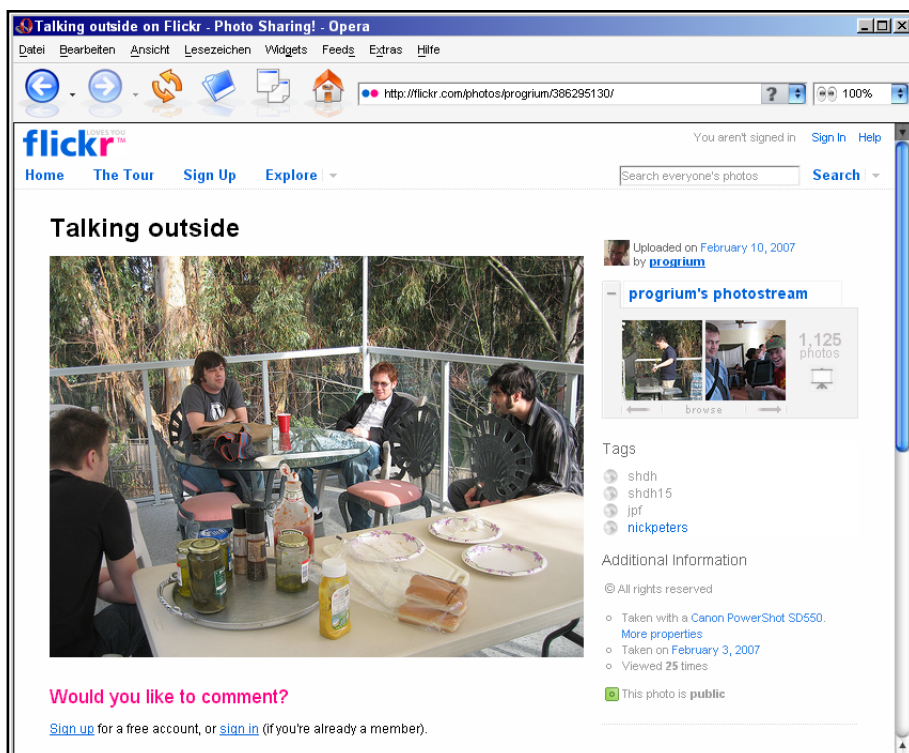 Talking outside on Flickr - Photo Sharing! - Opera
Datei Bearbeiten Ansicht Lesezeichen Widgets Feeds Extras Hilfe
http://flickr.com/photos/progrium/386295130/ ? 100%
LOVES YOU
flickr™
You aren't signed in Sign In Help
Home The Tour Sign Up Explore Search everyone's photos Search
Talking outside
Uploaded on February 10, 2007
by progrium
progrium's photostream
1,125
photos
browse
Tags
shdh
shdh15
jpf
nickpeters
Additional Information
© All rights reserved
Taken with a Canon PowerShot SD550.
More properties
Taken on February 3, 2007
Viewed 25 times
This photo is public
Would you like to comment?
Sign up for a free account, or sign in (if you're already a member).